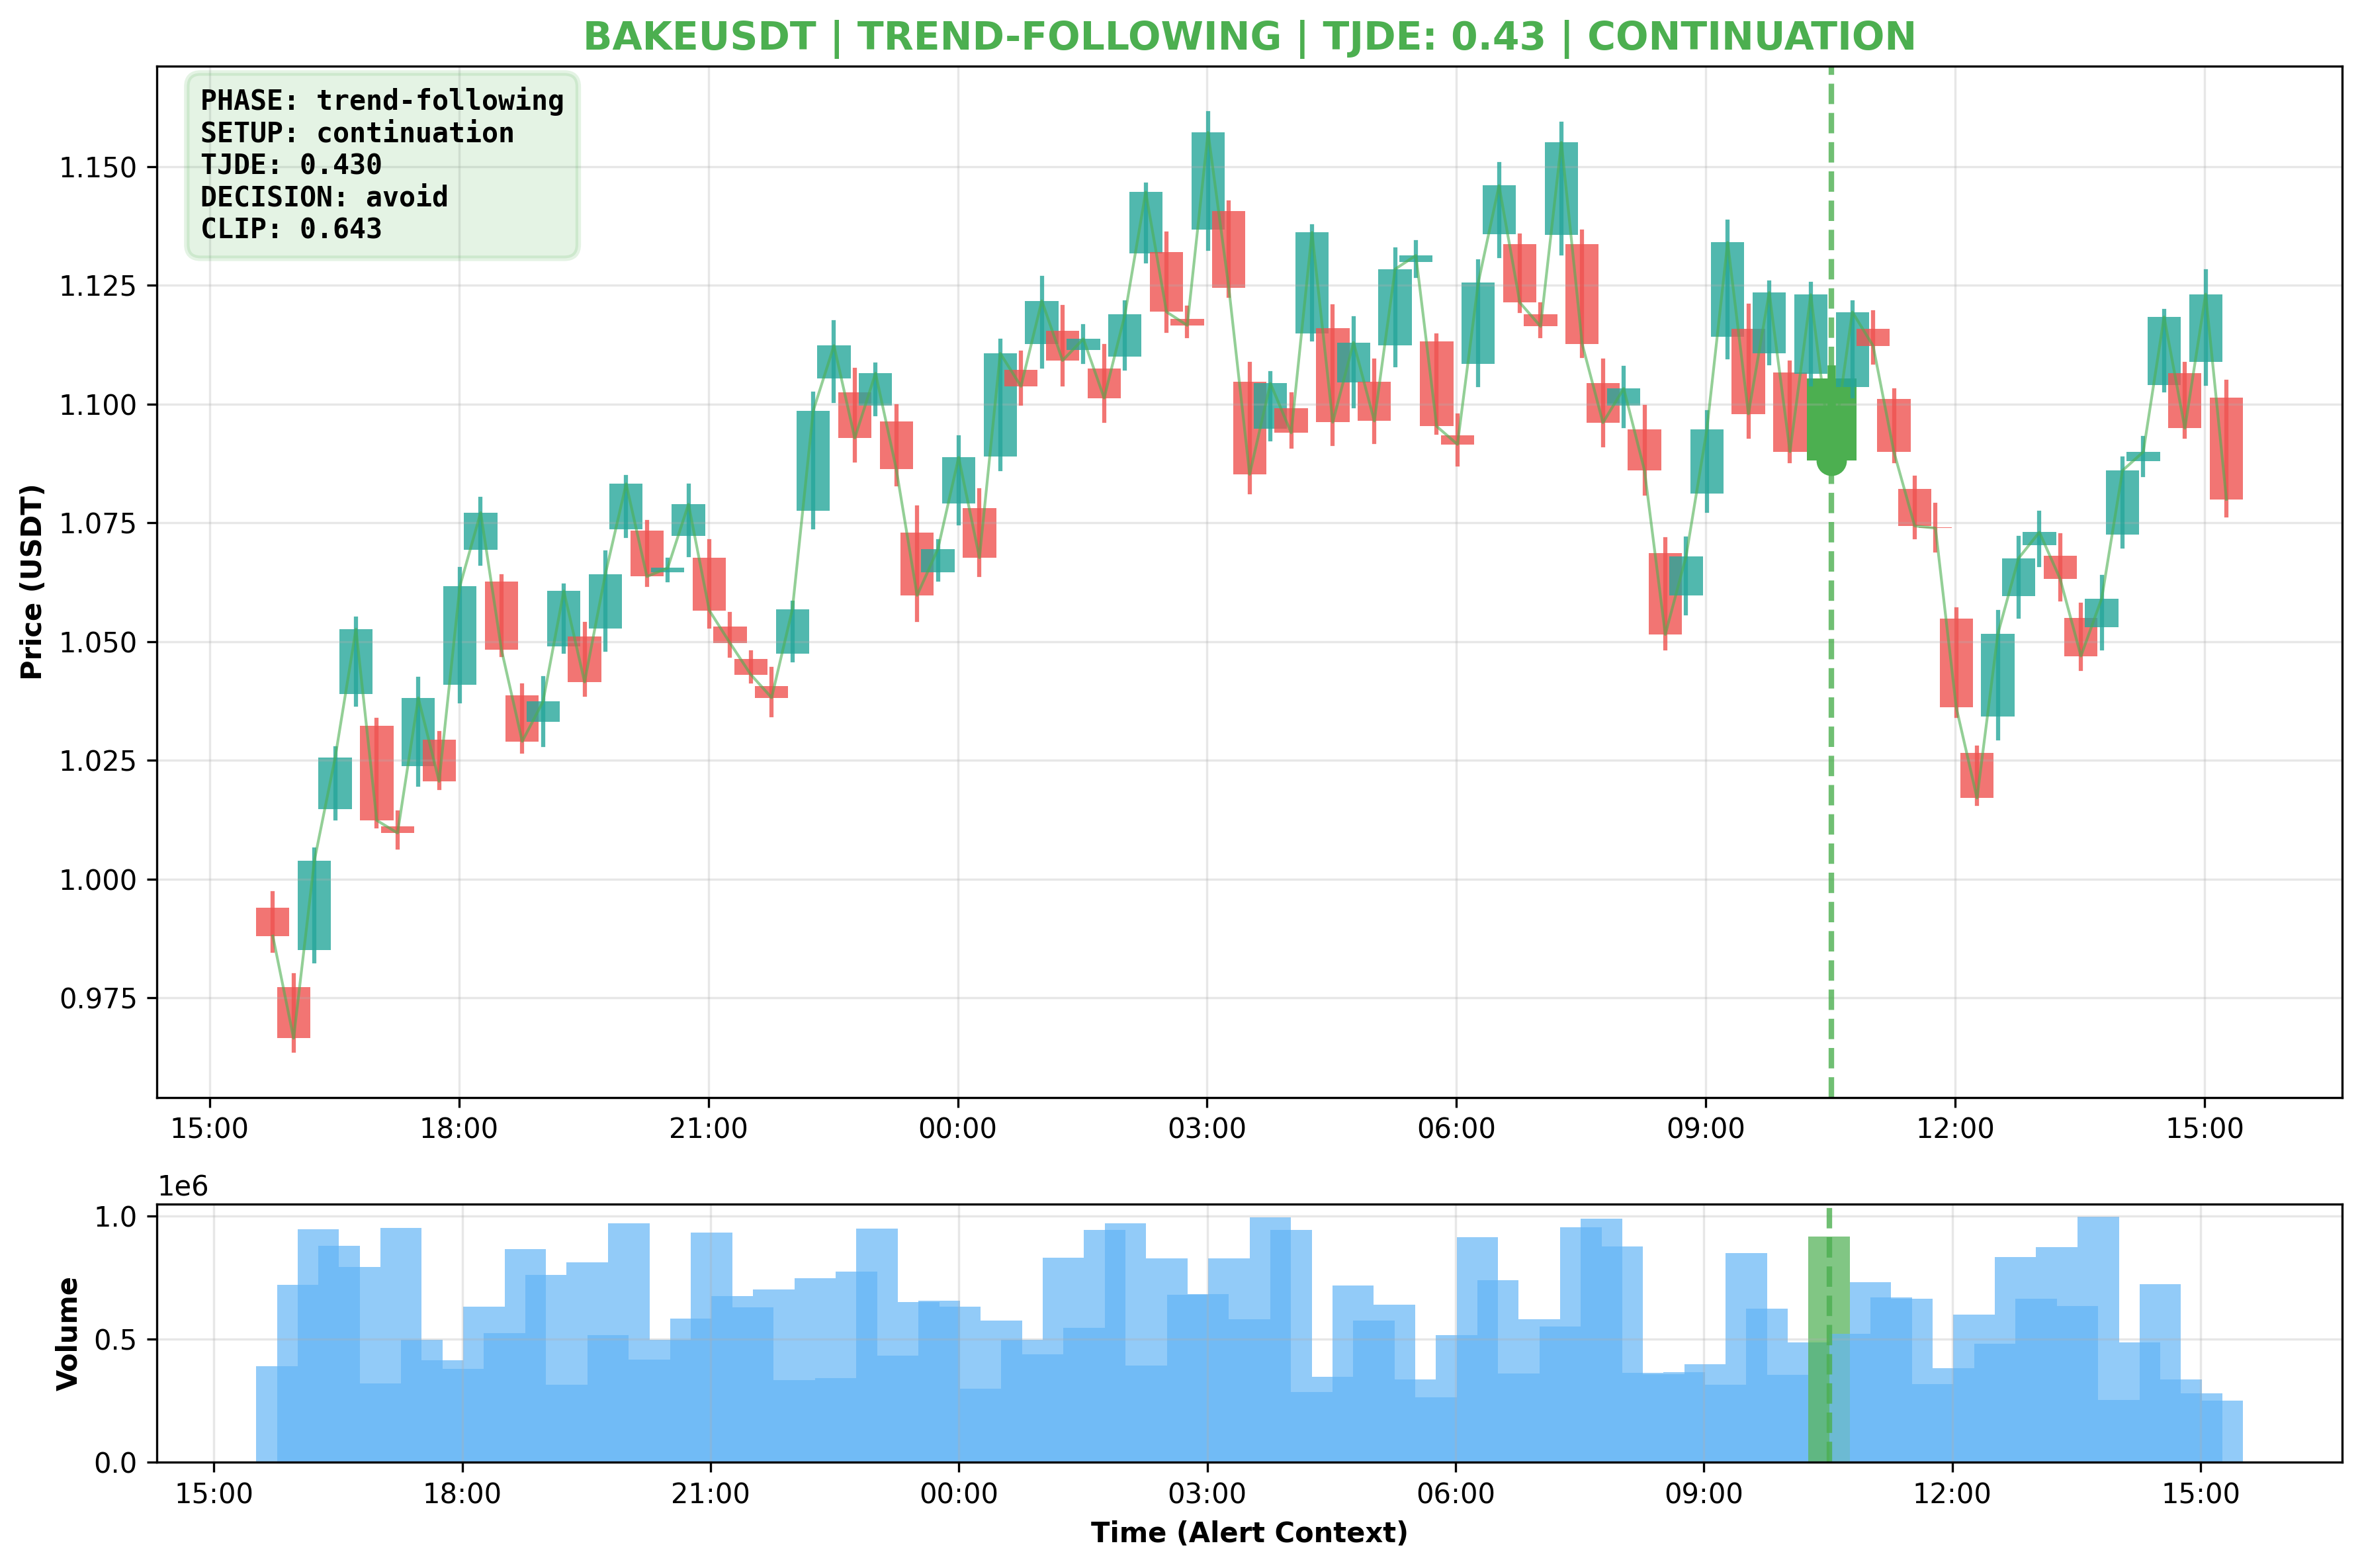 BAKEUSDT | TREND-FOLLOWING | TJDE: 0.43 | CONTINUATION
PHASE: trend-following
SETUP: continuation
TJDE: 0.430
DECISION: avoid
CLIP: 0.643
Price (USDT)
1.150
1.125
1.100
1.075
1.050
1.025
1.000
0.975
15:00 18:00 21:00 00:00 03:00 06:00 09:00 12:00 15:00
1e6
Volume
1.0
0.5
0.0
15:00 18:00 21:00 00:00 03:00 06:00 09:00 12:00 15:00
Time (Alert Context)